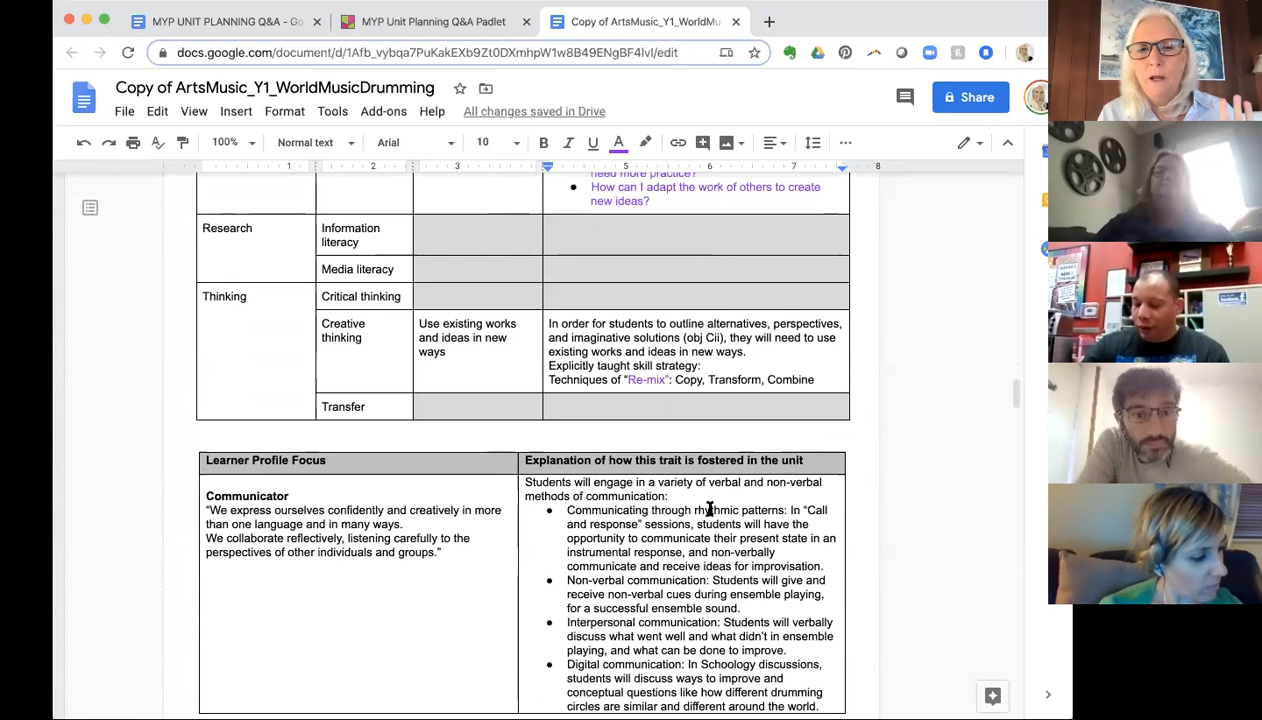 MYP UNIT PLANNING Q&A - Go
MYP Unit Planning Q&A Padlet
Copy of ArtsMusic_Y1_WorldMu
docs.google.com/document/d/1Afb_vybqa7PuKakEXD9Zt0DXmhpW1w8B49ENgBF4IvI/edit
Copy of ArtsMusic_Y1_WorldMusicDrumming
File Edit View Insert Format Tools Add-ons Help All changes saved in Drive
Share
100% Normal text Arial 10 B I U A
1 2 3 4 5 6 7 8
need more practice?
● How can I adapt the work of others to create
new ideas?
Research
Information
literacy
Media literacy
Thinking
Critical thinking
Creative
thinking
Use existing works
and ideas in new
ways
In order for students to outline alternatives, perspectives,
and imaginative solutions (obj Cii), they will need to use
existing works and ideas in new ways.
Explicitly taught skill strategy:
Techniques of “Re-mix”: Copy, Transform, Combine
Transfer
Learner Profile Focus
Explanation of how this trait is fostered in the unit
Communicator
“We express ourselves confidently and creatively in more
than one language and in many ways.
We collaborate reflectively, listening carefully to the
perspectives of other individuals and groups.”
Students will engage in a variety of verbal and non-verbal
methods of communication:
● Communicating through rhythmic patterns: In “Call
and response” sessions, students will have the
opportunity to communicate their present state in an
instrumental response, and non-verbally
communicate and receive ideas for improvisation.
● Non-verbal communication: Students will give and
receive non-verbal cues during ensemble playing,
for a successful ensemble sound.
● Interpersonal communication: Students will verbally
discuss what went well and what didn’t in ensemble
playing, and what can be done to improve.
● Digital communication: In Schoology discussions,
students will discuss ways to improve and
conceptual questions like how different drumming
circles are similar and different around the world.